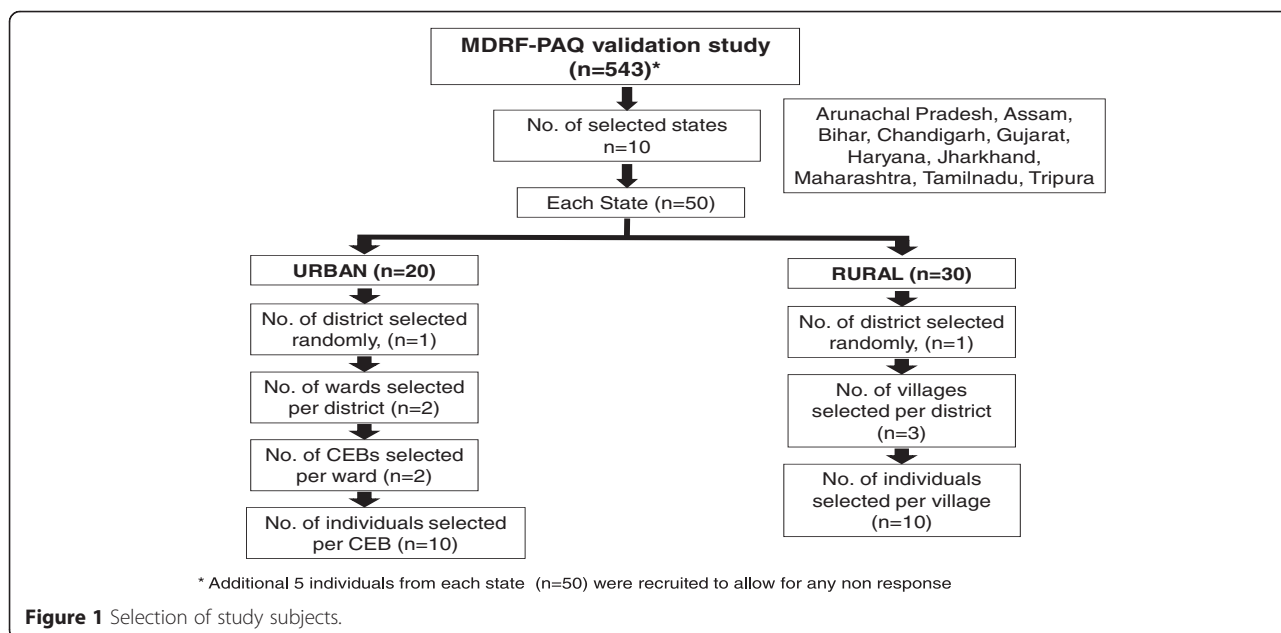 MDRF-PAQ validation study
(n=543)*
No. of selected states
n=10
Arunachal Pradesh, Assam,
Bihar, Chandigarh, Gujarat,
Haryana, Jharkhand,
Maharashtra, Tamilnadu, Tripura
Each State (n=50)
URBAN (n=20)
No. of district selected
randomly, (n=1)
No. of wards selected
per district (n=2)
No. of CEBs selected
per ward (n=2)
No. of individuals selected
per CEB (n=10)
RURAL (n=30)
No. of district selected
randomly, (n=1)
No. of villages
selected per district
(n=3)
No. of individuals
selected per village
(n=10)
* Additional 5 individuals from each state (n=50) were recruited to allow for any non response
Figure 1 Selection of study subjects.